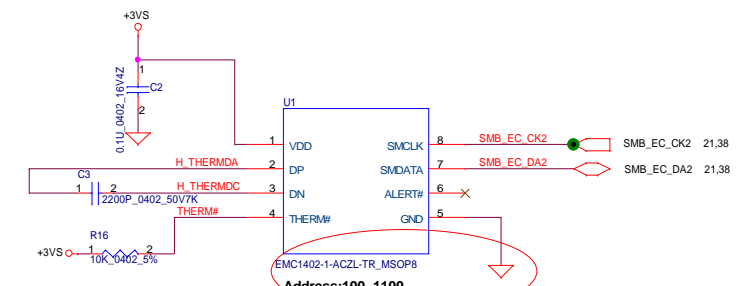 +3VS
1
C2
2
0.1U_0402_16V4Z
U1
1 VDD SMCLK 8 SMB_EC_CK2 SMB_EC_CK2 21,38
H_THERMDA 2 DP SMDATA 7 SMB_EC_DA2 SMB_EC_DA2 21,38
C3
1 2 H_THERMDC 3 DN ALERT# 6
2200P_0402_50V7K
THERM# 4 THERM# GND 5
R16
+3VS 1 2
10K_0402_5%
EMC1402-1-ACZL-TR_MSOP8
Address:100_1100